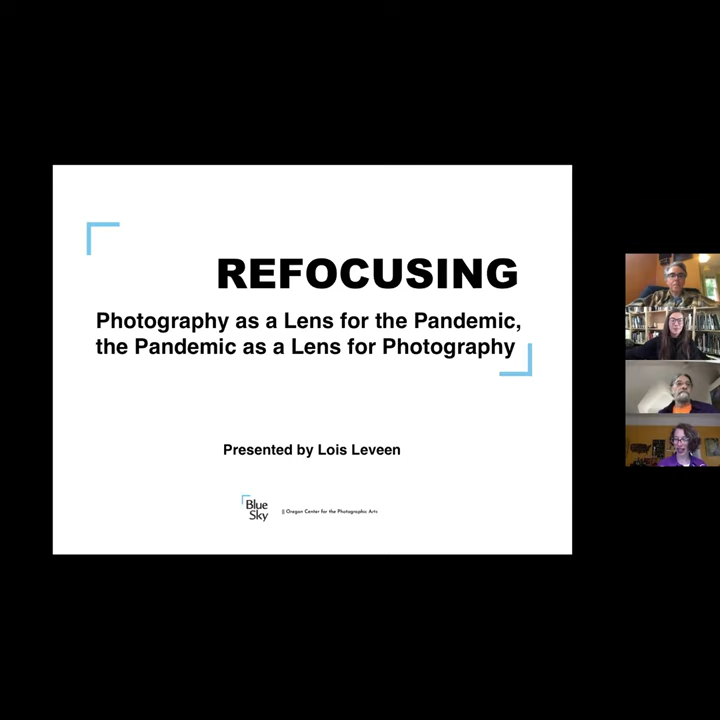 REFOCUSING
Photography as a Lens for the Pandemic,
the Pandemic as a Lens for Photography
Presented by Lois Leveen
Blue
Sky
|| Oregon Center for the Photographic Arts